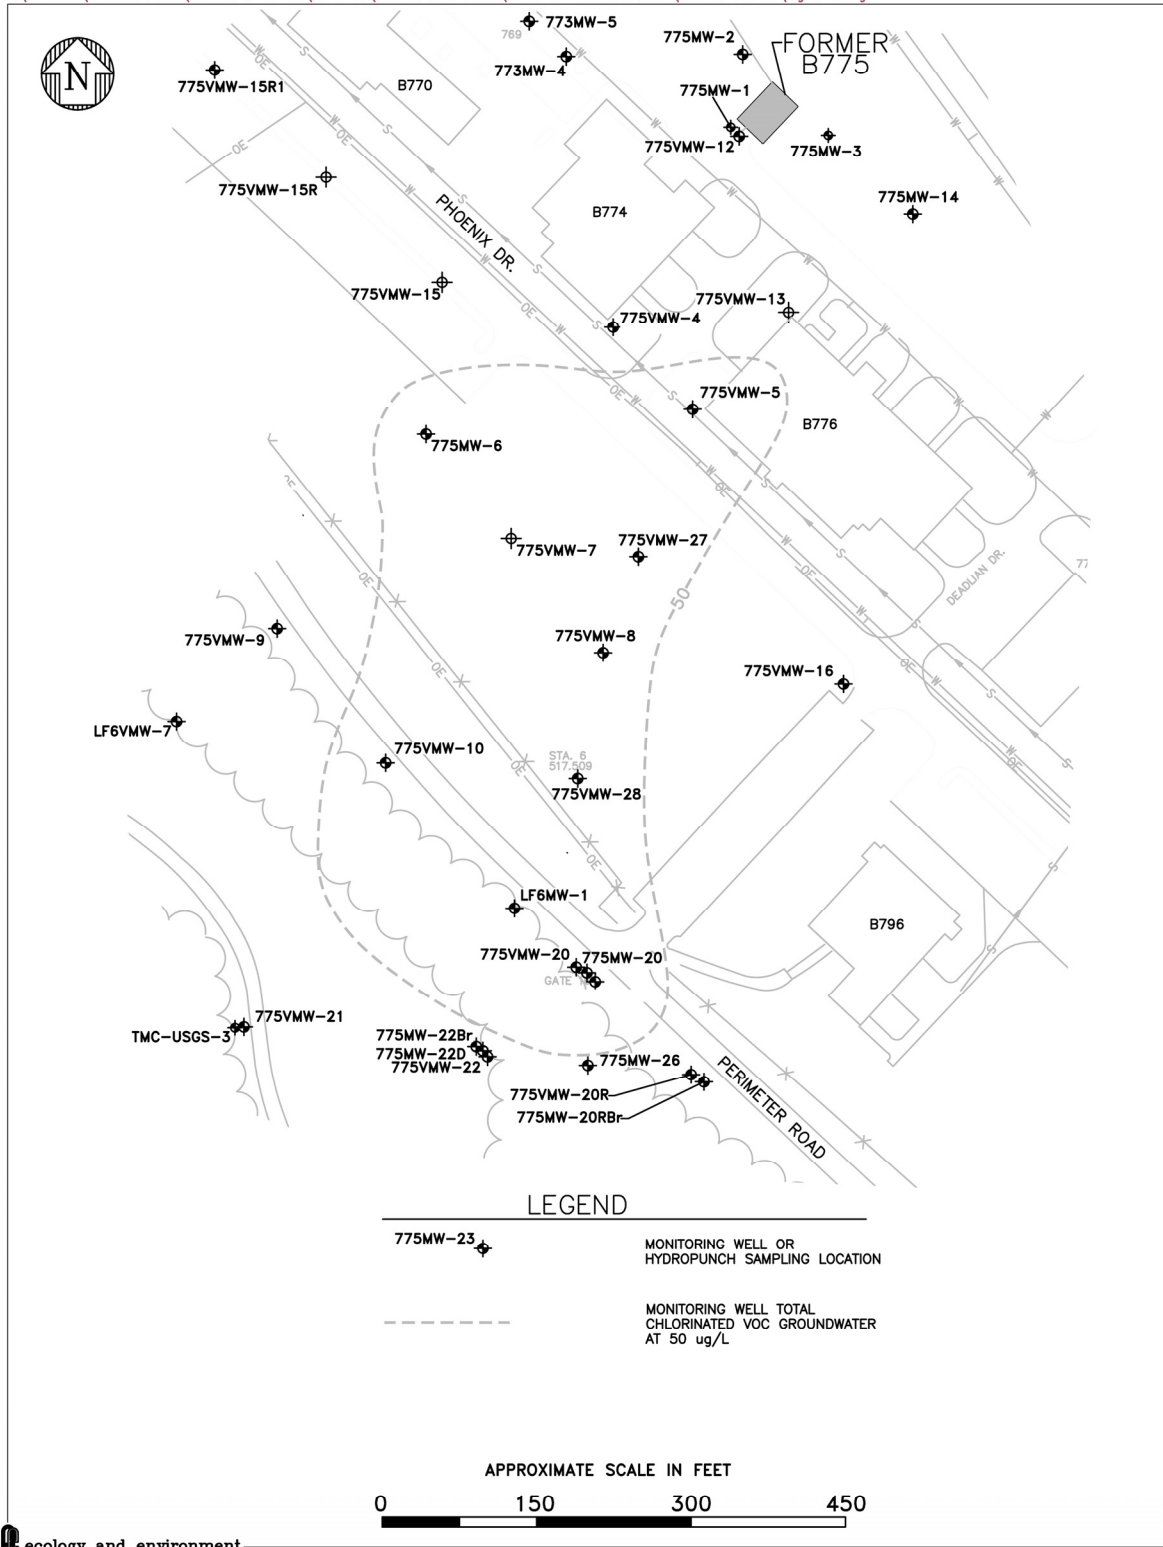 773MW-5
769
775MW-2
FORMER
B775
773MW-4
N
B770
775VMW-15R1
775MW-1
775VMW-12
775MW-3
OE
775VMW-15R
775MW-14
PHOENIX DR.
B774
775VMW-15
775VMW-13
775VMW-4
775VMW-5
B776
775MW-6
775VMW-7
775VMW-27
DEADLIAN DR.
77
50
775VMW-9
775VMW-8
775VMW-16
LF6VMW-7
775VMW-10
STA. 6
517.509
775VMW-28
LF6MW-1
B796
775VMW-20
775MW-20
GATE
775VMW-21
TMC-USGS-3
775MW-22Br
775MW-22D
775VMW-22
775MW-26
775VMW-20R
775MW-20RBr
PERIMETER ROAD
LEGEND
775MW-23
MONITORING WELL OR
HYDROPUNCH SAMPLING LOCATION
MONITORING WELL TOTAL
CHLORINATED VOC GROUNDWATER
AT 50 ug/L
APPROXIMATE SCALE IN FEET
0 150 300 450
ecology and environment